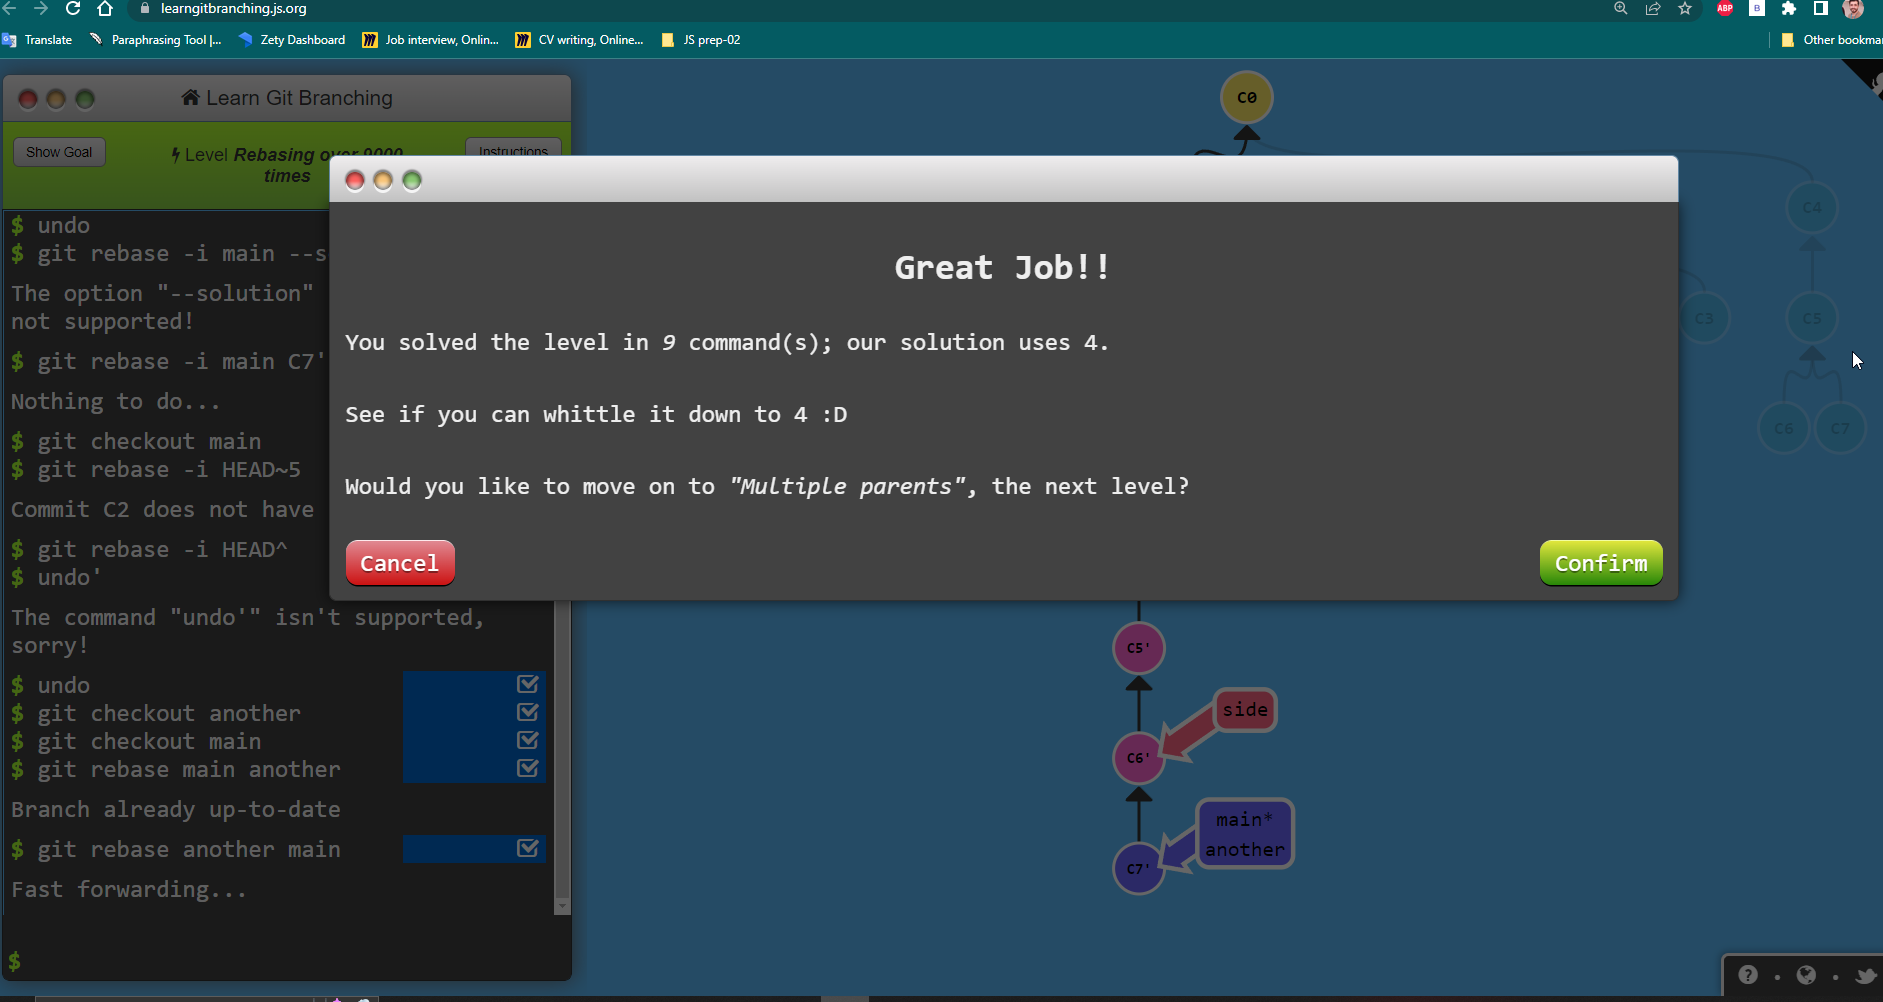 learngitbranching.js.org
ABP
B
Translate
Paraphrasing Tool |...
Zety Dashboard
Job interview, Onlin...
CV writing, Online...
JS prep-02
Other bookmar
Learn Git Branching
Show Goal
Level Rebasing over 9000
times
Instructions
$ undo
$ git rebase -i main --s
The option "--solution"
not supported!
$ git rebase -i main C7'
Nothing to do...
$ git checkout main
$ git rebase -i HEAD~5
Commit C2 does not have
$ git rebase -i HEAD^
$ undo'
The command "undo'" isn't supported,
sorry!
$ undo
$ git checkout another
$ git checkout main
$ git rebase main another
Branch already up-to-date
$ git rebase another main
Fast forwarding...
$
Great Job!!
You solved the level in 9 command(s); our solution uses 4.
See if you can whittle it down to 4 :D
Would you like to move on to "Multiple parents", the next level?
Cancel
Confirm
C0
C4
C3
C5
C6
C7
C5'
side
C6'
main*
another
C7'
?